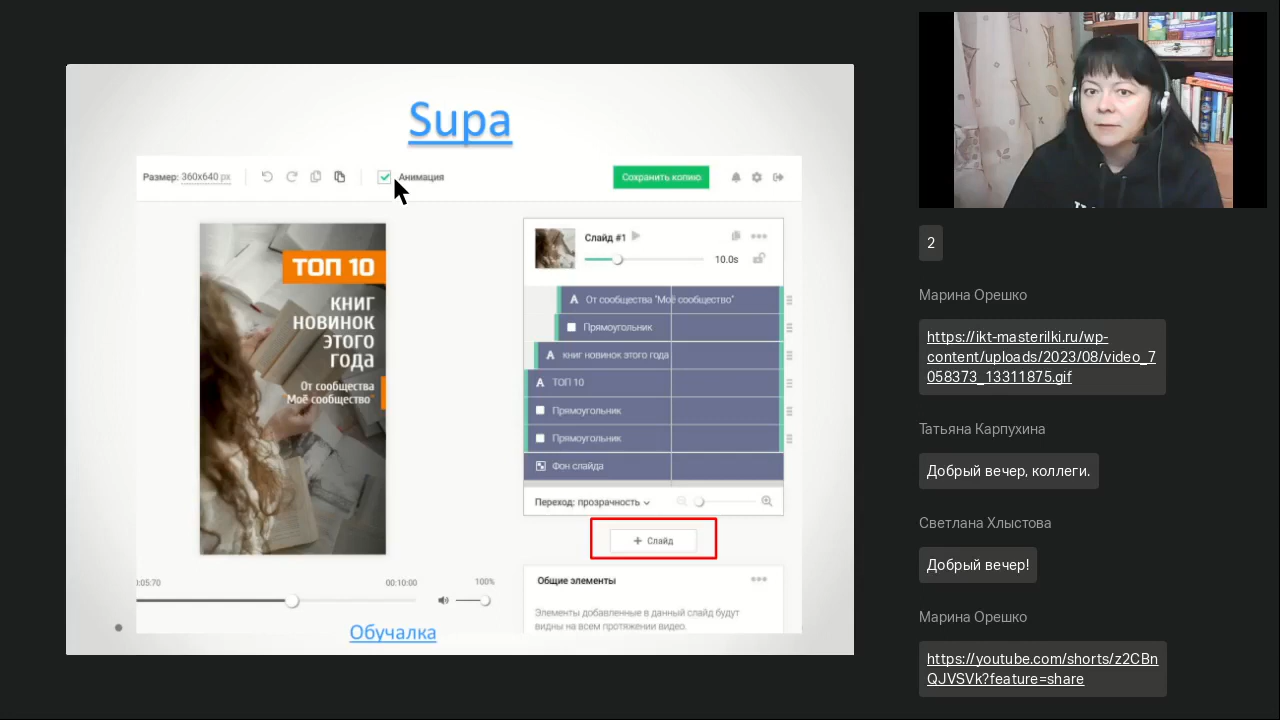 Supa
Размер: 360x640 px
Анимация
Сохранить копию
ТОП 10
КНИГ
НОВИНОК
ЭТОГО
ГОДА
От сообщества
"Моё сообщество"
Слайд #1
10.0s
От сообщества "Моё сообщество"
Прямоугольник
книг новинок этого года
ТОП 10
Прямоугольник
Прямоугольник
Фон слайда
Переход: прозрачность
+ Слайд
Общие элементы
Элементы добавленные в данный слайд будут
видны на всем протяжении видео.
:05:70
00:10:00
100%
Обучалка
2
Марина Орешко
https://ikt-masterilki.ru/wp-
content/uploads/2023/08/video_7
058373_13311875.gif
Татьяна Карпухина
Добрый вечер, коллеги.
Светлана Хлыстова
Добрый вечер!
Марина Орешко
https://youtube.com/shorts/z2CBn
QJVSVk?feature=share